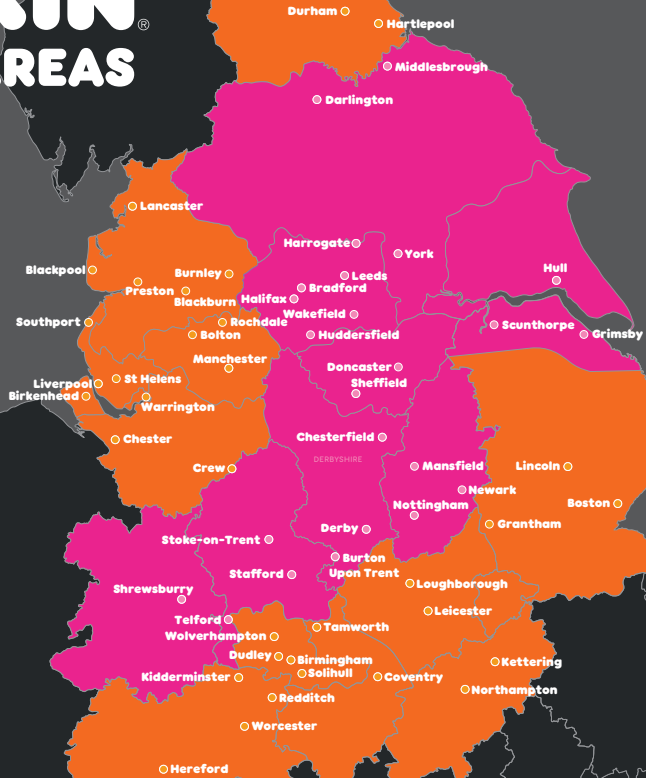 KIN®
REAS
Durham
Hartlepool
Middlesbrough
Darlington
Lancaster
Harrogate
York
Blackpool
Burnley
Leeds
Hull
Preston
Bradford
Blackburn
Halifax
Wakefield
Southport
Rochdale
Scunthorpe
Bolton
Huddersfield
Grimsby
Manchester
Doncaster
St Helens
Sheffield
Liverpool
Birkenhead
Warrington
Chester
Chesterfield
DERBYSHIRE
Crew
Mansfield
Lincoln
Newark
Nottingham
Boston
Grantham
Derby
Stoke-on-Trent
Burton
Upon Trent
Stafford
Loughborough
Shrewsburry
Leicester
Telford
Tamworth
Wolverhampton
Dudley
Birmingham
Kettering
Solihull
Kidderminster
Coventry
Northampton
Redditch
Worcester
Hereford